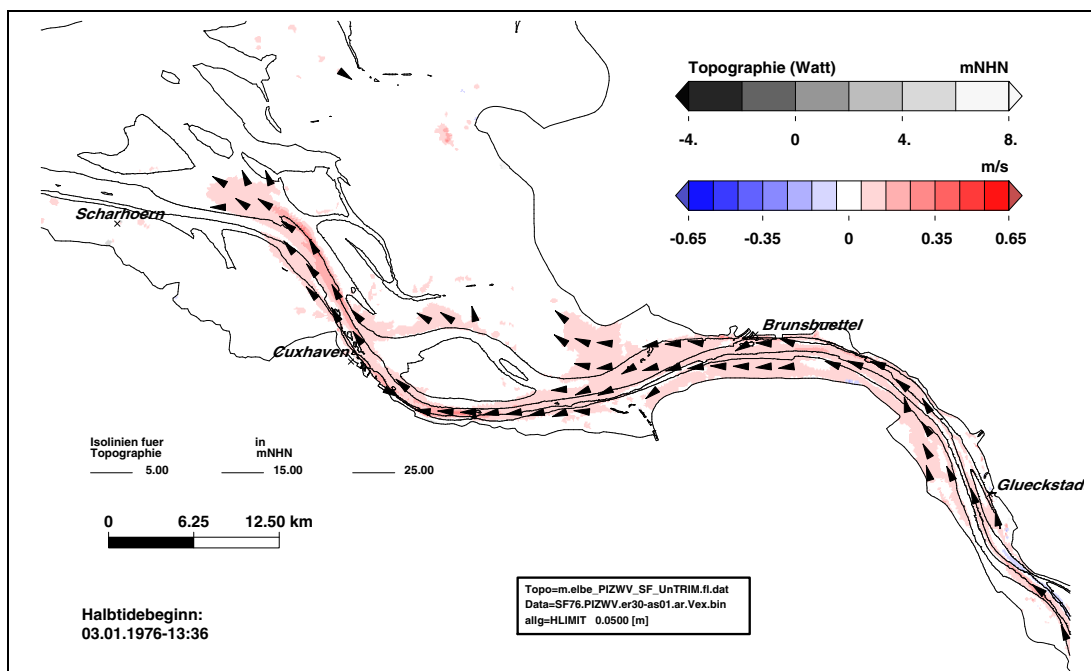 Topographie (Watt) mNHN
-4. 0 4. 8.
m/s
-0.65 -0.35 0 0.35 0.65
Scharhoern
Brunsbuettel
Cuxhaven
Isolinien fuer in
Topographie mNHN
5.00 15.00 25.00
Glueckstad
0 6.25 12.50 km
Topo=m.elbe_PIZWV_SF_UnTRIM.fl.dat
Data=SF76.PIZWV.er30-as01.ar.Vex.bin
allg=HLIMIT 0.0500 [m]
Halbtidebeginn:
03.01.1976-13:36